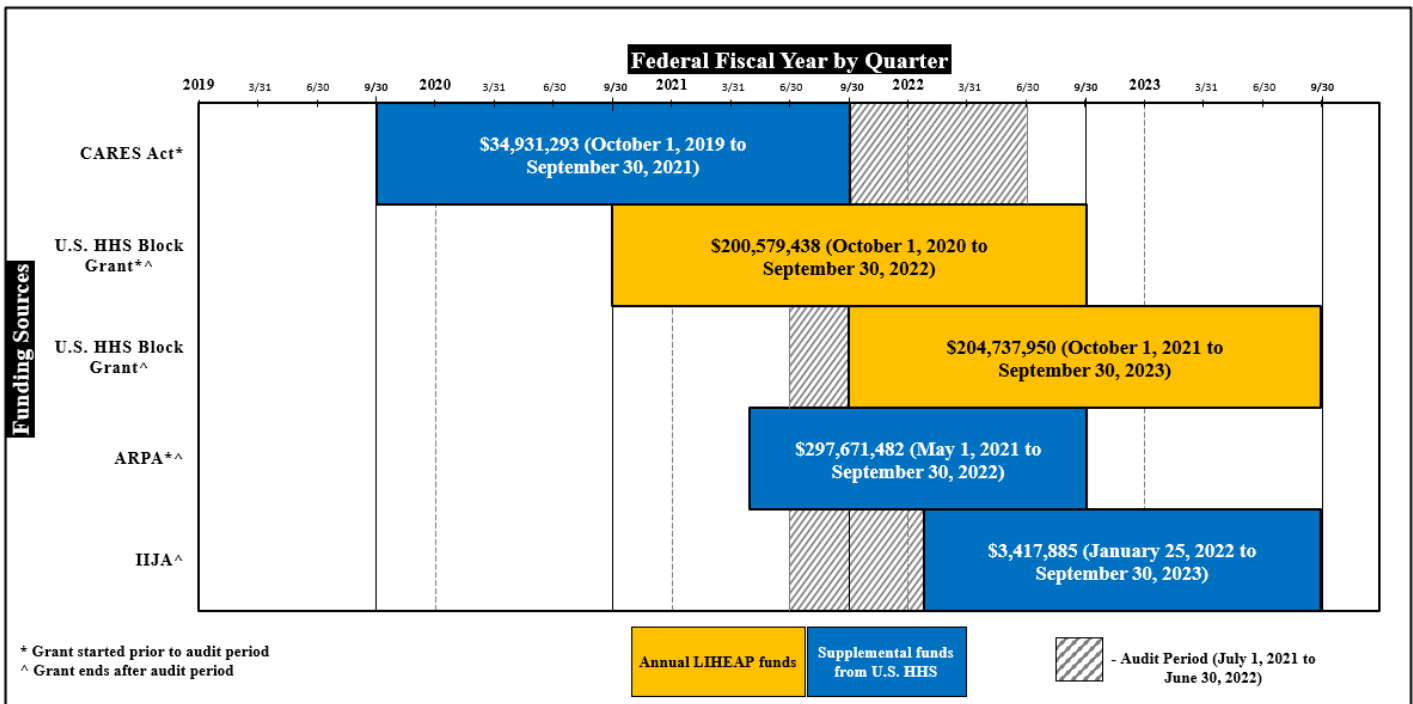 Federal Fiscal Year by Quarter
2019 3/31 6/30 9/30 2020 3/31 6/30 9/30 2021 3/31 6/30 9/30 2022 3/31 6/30 9/30 2023 3/31 6/30 9/30
Funding Sources
CARES Act*
$34,931,293 (October 1, 2019 to
September 30, 2021)
U.S. HHS Block
Grant*^
$200,579,438 (October 1, 2020 to
September 30, 2022)
U.S. HHS Block
Grant^
$204,737,950 (October 1, 2021 to
September 30, 2023)
ARPA*^
$297,671,482 (May 1, 2021 to
September 30, 2022)
IIJA^
$3,417,885 (January 25, 2022 to
September 30, 2023)
* Grant started prior to audit period
^ Grant ends after audit period
Annual LIHEAP funds
Supplemental funds
from U.S. HHS
- Audit Period (July 1, 2021 to
June 30, 2022)